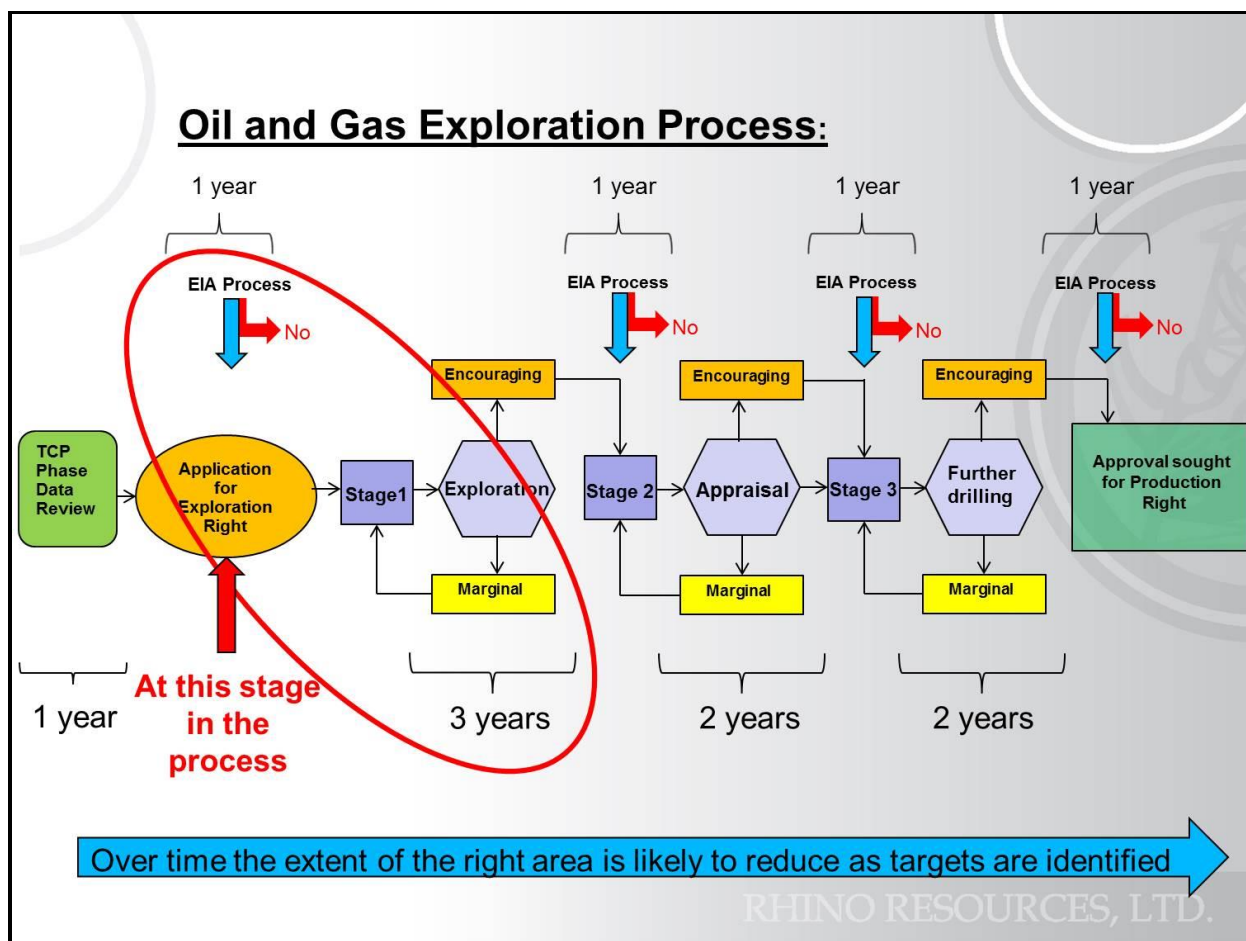 Oil and Gas Exploration Process:
1 year
1 year
1 year
1 year
EIA Process
EIA Process
EIA Process
EIA Process
No
No
No
No
Encouraging
Encouraging
Encouraging
TCP
Phase
Data
Review
Application
for
Exploration
Right
Stage1
Exploration
Stage 2
Appraisal
Stage 3
Further
drilling
Approval sought
for Production
Right
Marginal
Marginal
Marginal
At this stage
in the
process
1 year
3 years
2 years
2 years
Over time the extent of the right area is likely to reduce as targets are identified
RHINO RESOURCES, LTD.